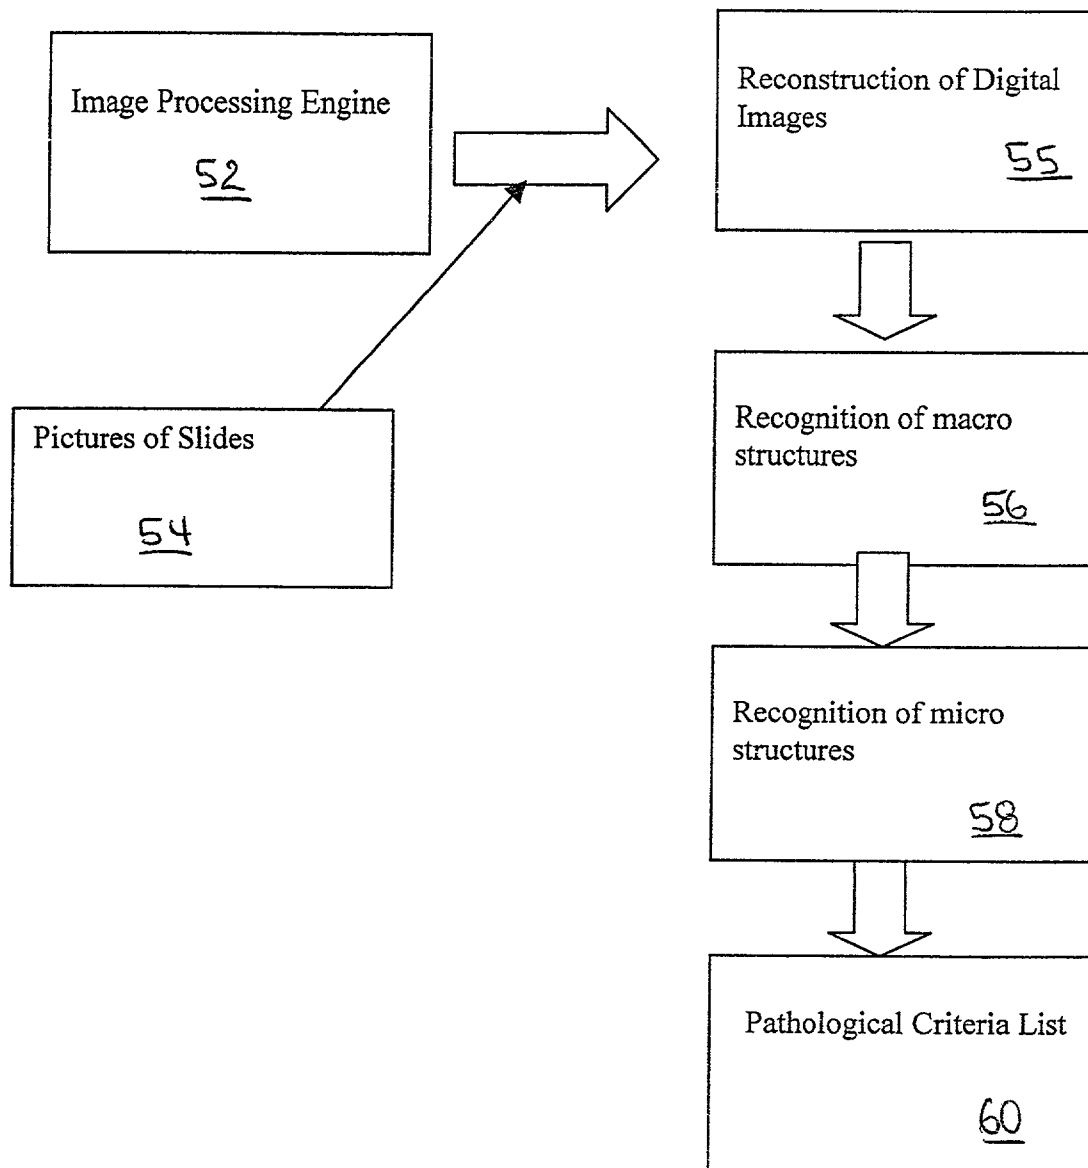 Image Processing Engine
52
Pictures of Slides
54
Reconstruction of Digital
Images
55
Recognition of macro
structures
56
Recognition of micro
structures
58
Pathological Criteria List
60